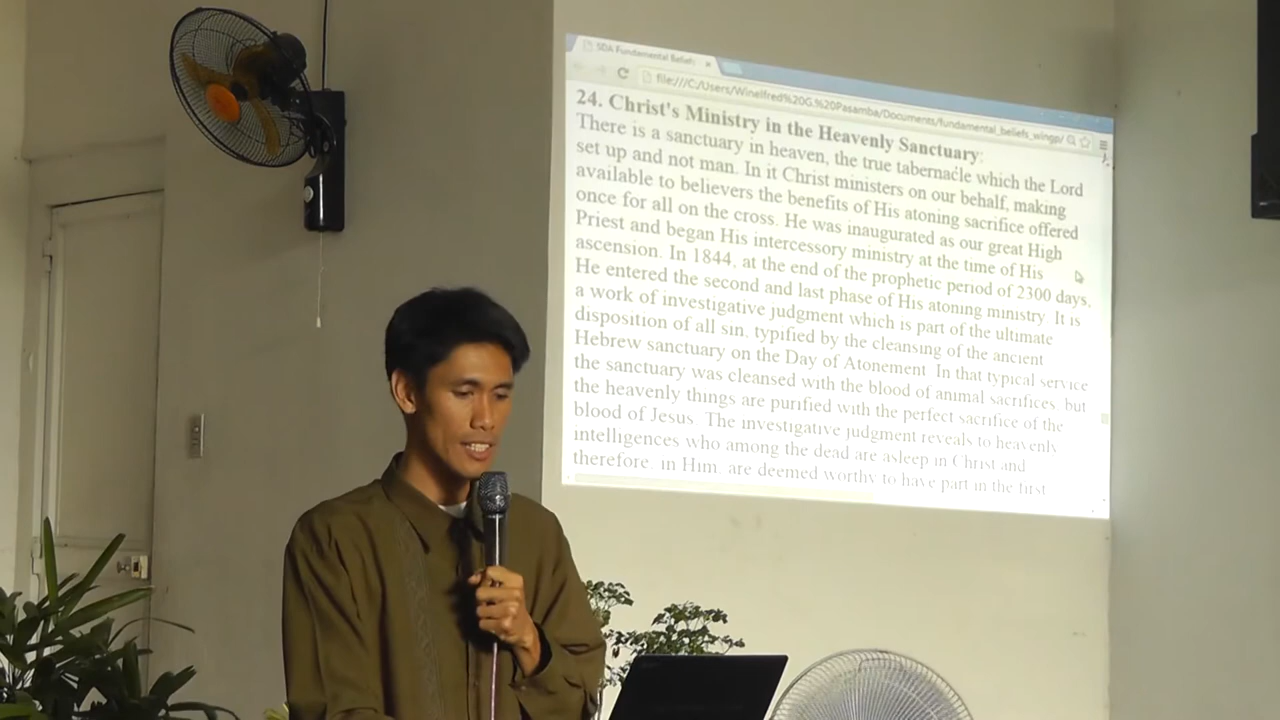 SDA Fundamental Beliefs
file:///C:/Users/Winelfred%20G.%20Pasamba/Documents/fundamental_beliefs_wingp/
24. Christ's Ministry in the Heavenly Sanctuary:
There is a sanctuary in heaven, the true tabernacle which the Lord
set up and not man. In it Christ ministers on our behalf, making
available to believers the benefits of His atoning sacrifice offered
once for all on the cross. He was inaugurated as our great High
Priest and began His intercessory ministry at the time of His
ascension. In 1844, at the end of the prophetic period of 2300 days,
He entered the second and last phase of His atoning ministry. It is
a work of investigative judgment which is part of the ultimate
disposition of all sin, typified by the cleansing of the ancient
Hebrew sanctuary on the Day of Atonement. In that typical service
the sanctuary was cleansed with the blood of animal sacrifices, but
the heavenly things are purified with the perfect sacrifice of the
blood of Jesus. The investigative judgment reveals to heavenly
intelligences who among the dead are asleep in Christ and
therefore, in Him, are deemed worthy to have part in the first